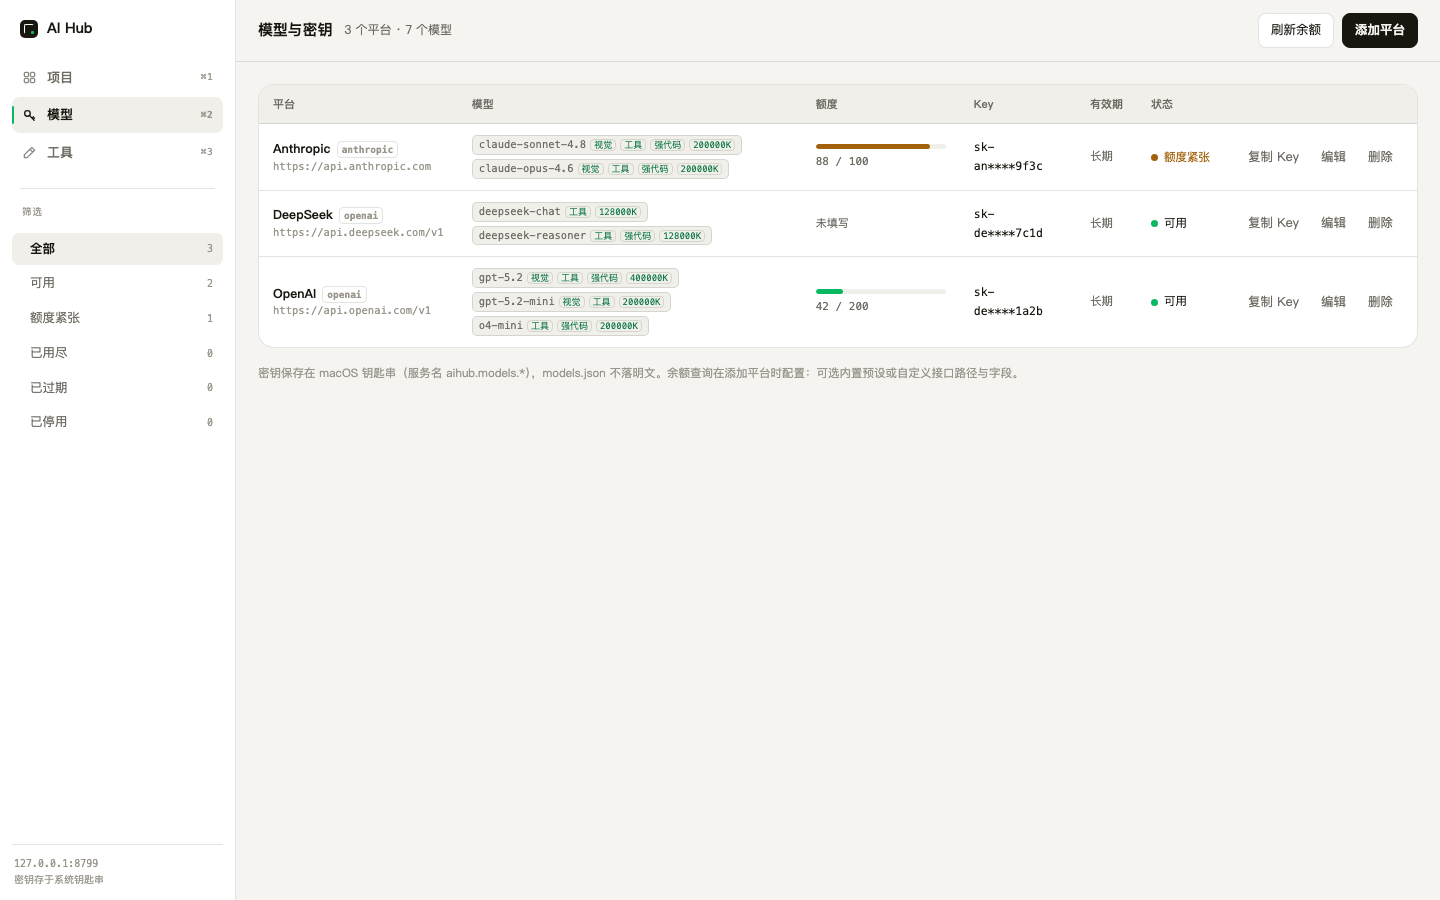 AI Hub
项目 ⌘1
模型 ⌘2
工具 ⌘3
筛选
全部 3
可用 2
额度紧张 1
已用尽 0
已过期 0
已停用 0
127.0.0.1:8799
密钥存于系统钥匙串
模型与密钥 3 个平台 · 7 个模型 刷新余额 添加平台
平台 模型 额度 Key 有效期 状态
Anthropic anthropic
https://api.anthropic.com
claude-sonnet-4.8 视觉 工具 强代码 200000K
claude-opus-4.6 视觉 工具 强代码 200000K
88 / 100
sk-
an****9f3c
长期 额度紧张 复制 Key 编辑 删除
DeepSeek openai
https://api.deepseek.com/v1
deepseek-chat 工具 128000K
deepseek-reasoner 工具 强代码 128000K
未填写
sk-
de****7c1d
长期 可用 复制 Key 编辑 删除
OpenAI openai
https://api.openai.com/v1
gpt-5.2 视觉 工具 强代码 400000K
gpt-5.2-mini 视觉 工具 200000K
o4-mini 工具 强代码 200000K
42 / 200
sk-
de****1a2b
长期 可用 复制 Key 编辑 删除
密钥保存在 macOS 钥匙串（服务名 aihub.models.*），models.json 不落明文。余额查询在添加平台时配置：可选内置预设或自定义接口路径与字段。